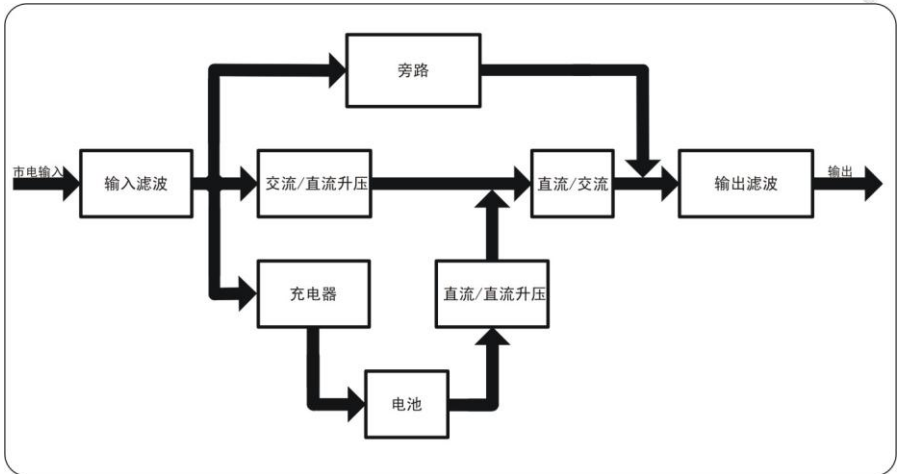 旁路
市电输入
输入滤波
交流/直流升压
直流/交流
输出滤波
输出
充电器
直流/直流升压
电池